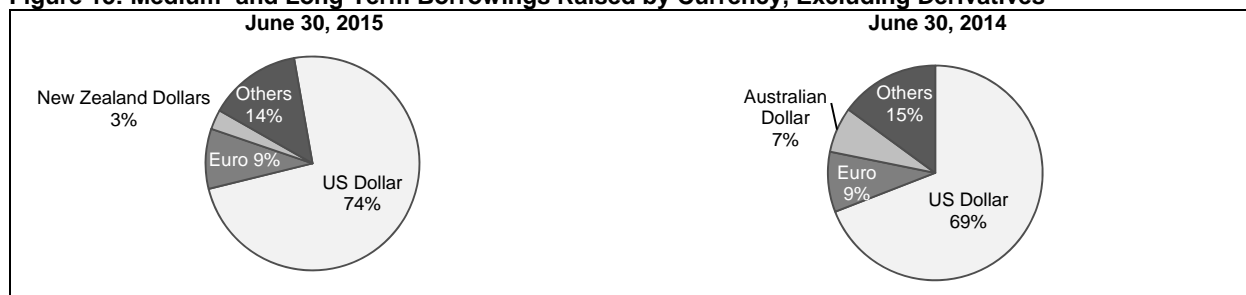 June 30, 2015
June 30, 2014
New Zealand Dollars
3%
Others
14%
Euro 9%
US Dollar
74%
Australian
Dollar
7%
Others
15%
Euro
9%
US Dollar
69%